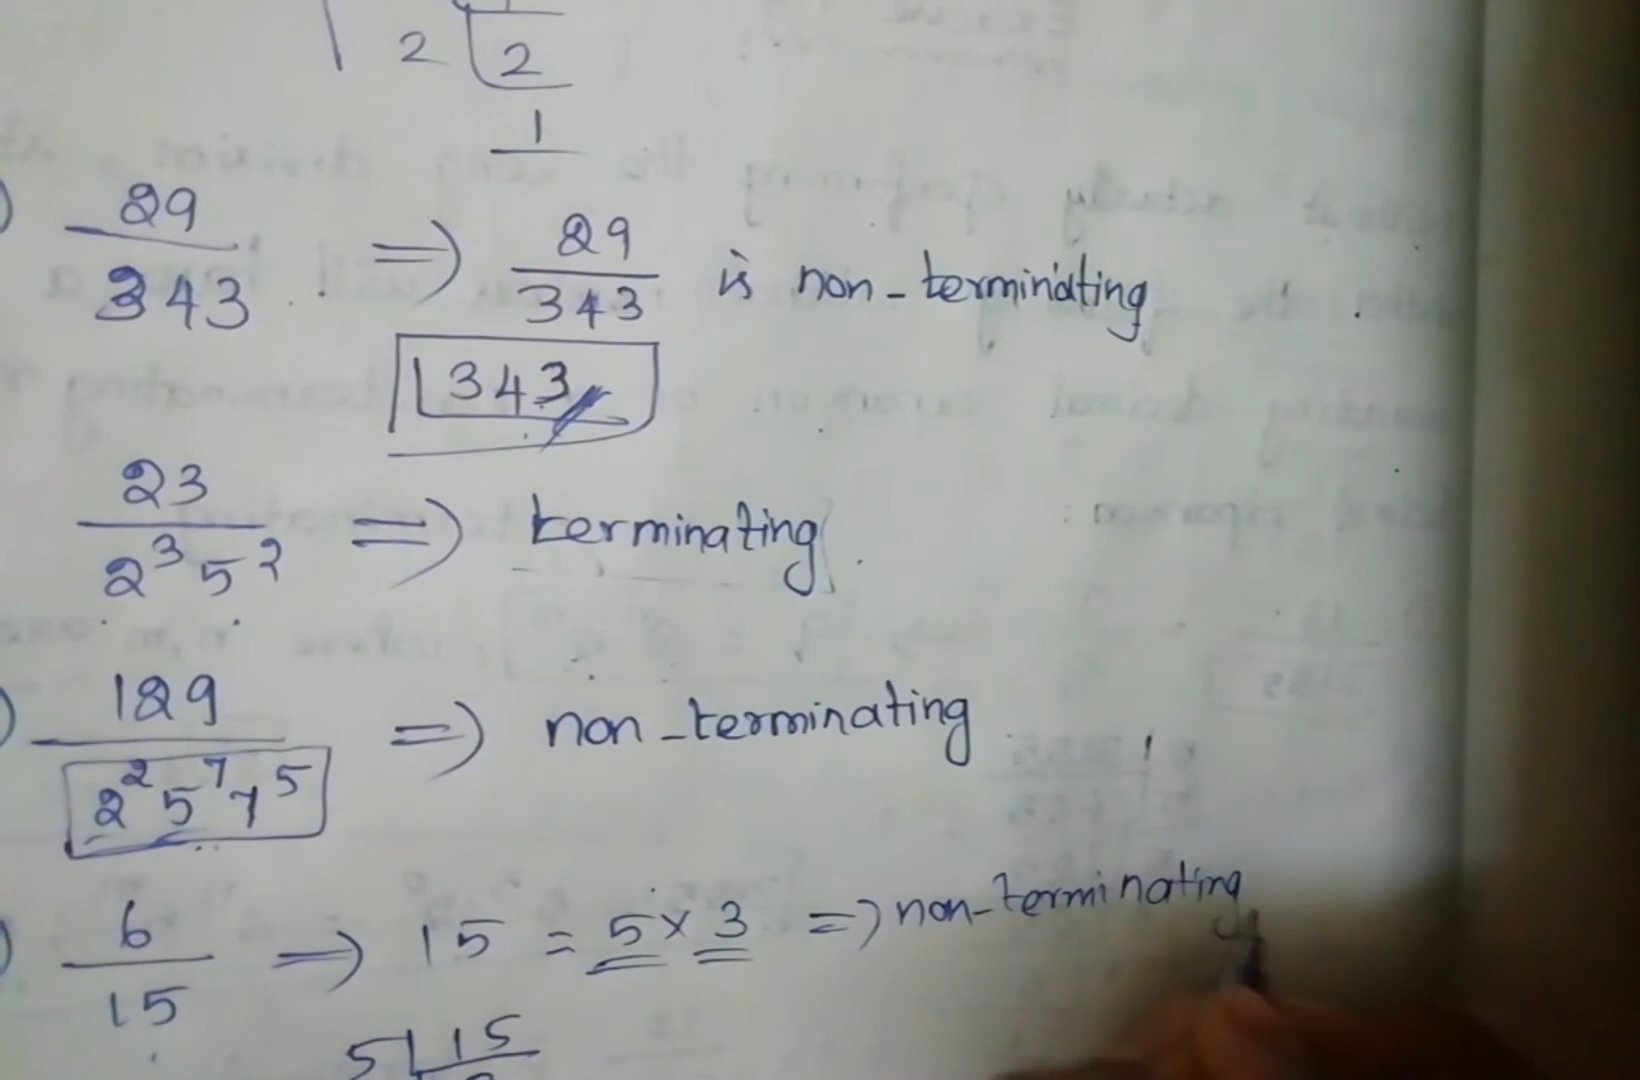 2 | 2
1
29/343 => 29/343 is non-terminating
343
23/2³5² => terminating
129/2²5⁷7⁵ => non-terminating
6/15 => 15 = 5 × 3 => non-terminating
5 | 15